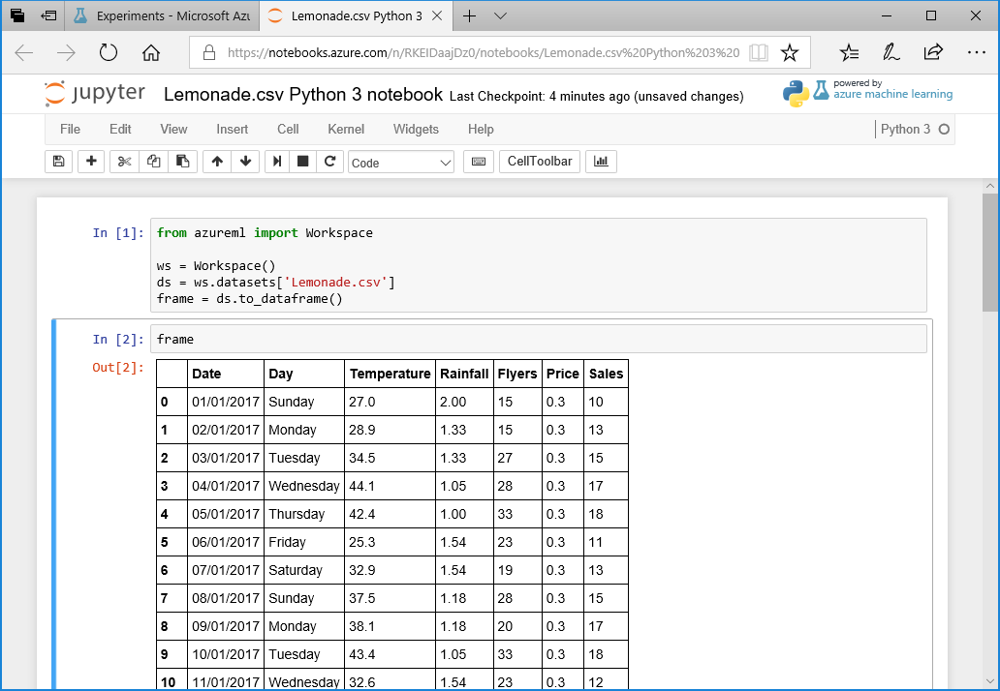 Experiments - Microsoft Azu
Lemonade.csv Python 3
https://notebooks.azure.com/n/RKEIDaajDz0/notebooks/Lemonade.csv%20Python%203%20
jupyter Lemonade.csv Python 3 notebook Last Checkpoint: 4 minutes ago (unsaved changes)
powered by
azure machine learning
File Edit View Insert Cell Kernel Widgets Help Python 3
Code CellToolbar
In [1]: from azureml import Workspace
ws = Workspace()
ds = ws.datasets['Lemonade.csv']
frame = ds.to_dataframe()
In [2]: frame
Out[2]:
Date Day Temperature Rainfall Flyers Price Sales
0 01/01/2017 Sunday 27.0 2.00 15 0.3 10
1 02/01/2017 Monday 28.9 1.33 15 0.3 13
2 03/01/2017 Tuesday 34.5 1.33 27 0.3 15
3 04/01/2017 Wednesday 44.1 1.05 28 0.3 17
4 05/01/2017 Thursday 42.4 1.00 33 0.3 18
5 06/01/2017 Friday 25.3 1.54 23 0.3 11
6 07/01/2017 Saturday 32.9 1.54 19 0.3 13
7 08/01/2017 Sunday 37.5 1.18 28 0.3 15
8 09/01/2017 Monday 38.1 1.18 20 0.3 17
9 10/01/2017 Tuesday 43.4 1.05 33 0.3 18
10 11/01/2017 Wednesday 32.6 1.54 23 0.3 12